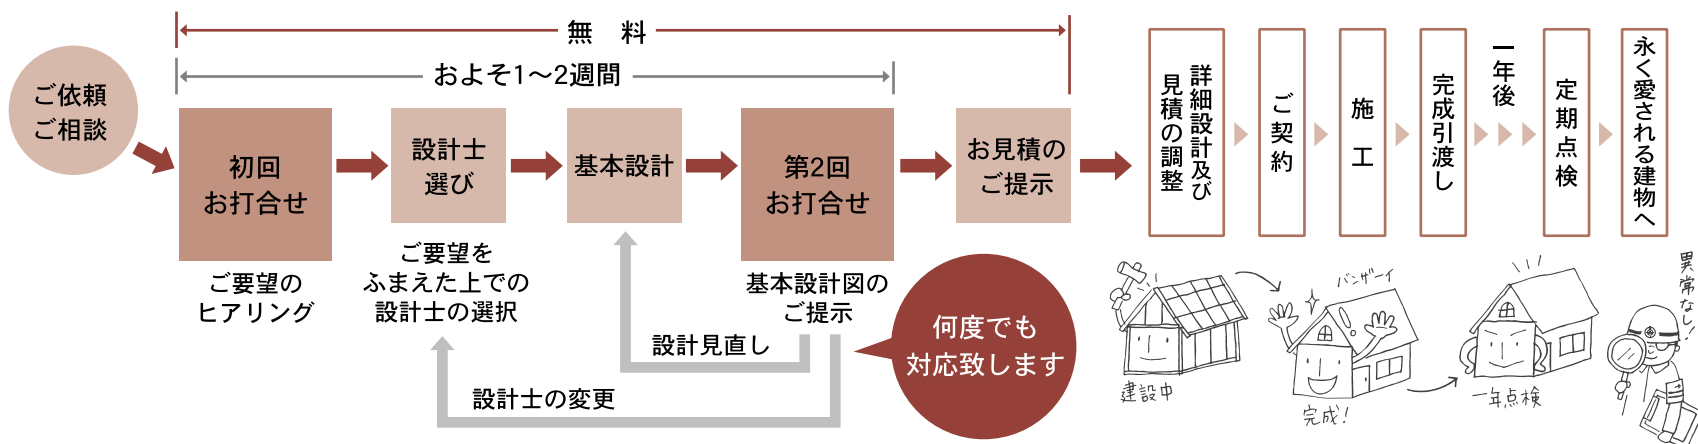 無　料
およそ1～2週間
ご依頼
ご相談
初回
お打合せ
ご要望の
ヒアリング
設計士
選び
ご要望を
ふまえた上での
設計士の選択
基本設計
第2回
お打合せ
基本設計図の
ご提示
お見積の
ご提示
設計見直し
設計士の変更
何度でも
対応致します
詳細設計及び
見積の調整
ご契約
施工
完成引渡し
一年後
定期点検
永く愛される建物へ
建設中
バンザーイ
完成!
一年点検
異常なし!